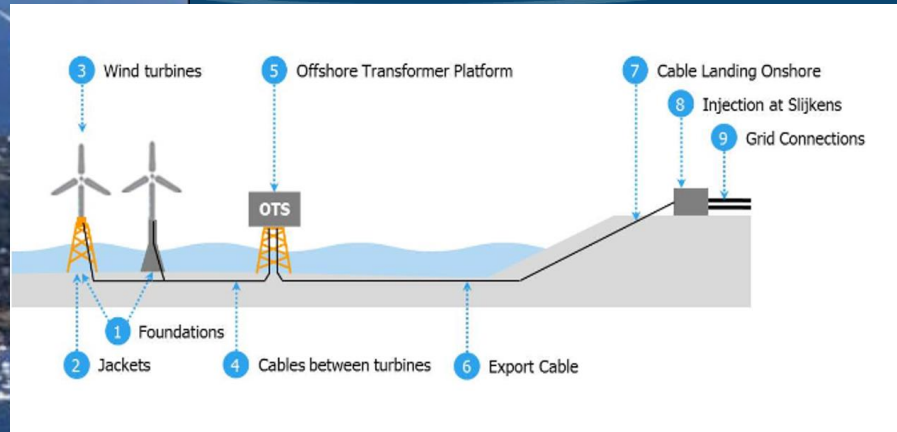 3 Wind turbines
5 Offshore Transformer Platform
7 Cable Landing Onshore
8 Injection at Slijkens
9 Grid Connections
OTS
1 Foundations
2 Jackets
4 Cables between turbines
6 Export Cable